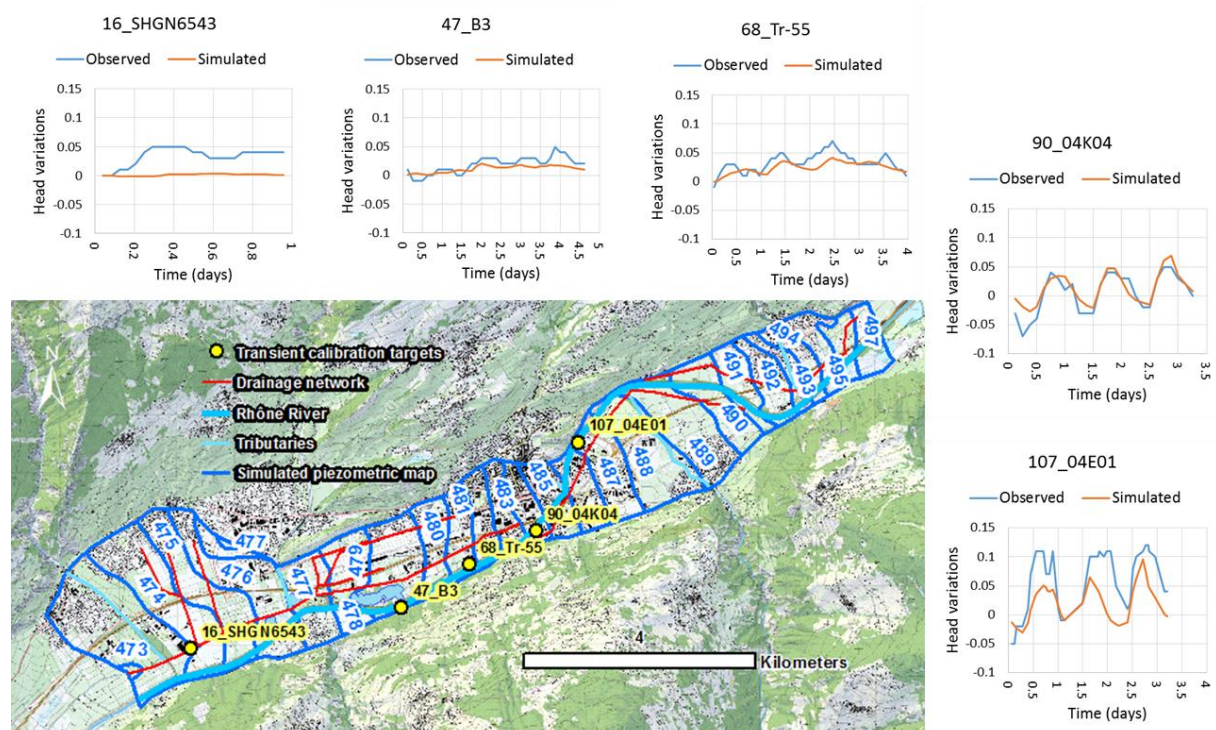 16_SHGN6543
Observed Simulated
Head variations
0.15
0.1
0.05
0
-0.05
-0.1
0 0.2 0.4 0.6 0.8 1
Time (days)
47_B3
Observed Simulated
Head variations
0.15
0.1
0.05
0
-0.05
-0.1
0 0.5 1 1.5 2 2.5 3 3.5 4 4.5 5
Time (days)
68_Tr-55
Observed Simulated
Head variations
0.15
0.1
0.05
0
-0.05
-0.1
0 0.5 1 1.5 2 2.5 3 3.5 4
Time (days)
90_04K04
Observed Simulated
Head variations
0.15
0.1
0.05
0
-0.05
-0.1
0 0.5 1 1.5 2 2.5 3 3.5
Time (days)
107_04E01
Observed Simulated
Head variations
0.15
0.1
0.05
0
-0.05
-0.1
0 0.5 1 1.5 2 2.5 3 3.5 4
Time (days)
N
Transient calibration targets
Drainage network
Rhône River
Tributaries
Simulated piezometric map
473
474
475
476
477
477
478
479
480
481
483
485
487
488
489
490
491
492
493
494
495
497
16_SHGN6543
47_B3
68_Tr-55
90_04K04
107_04E01
4
Kilometers